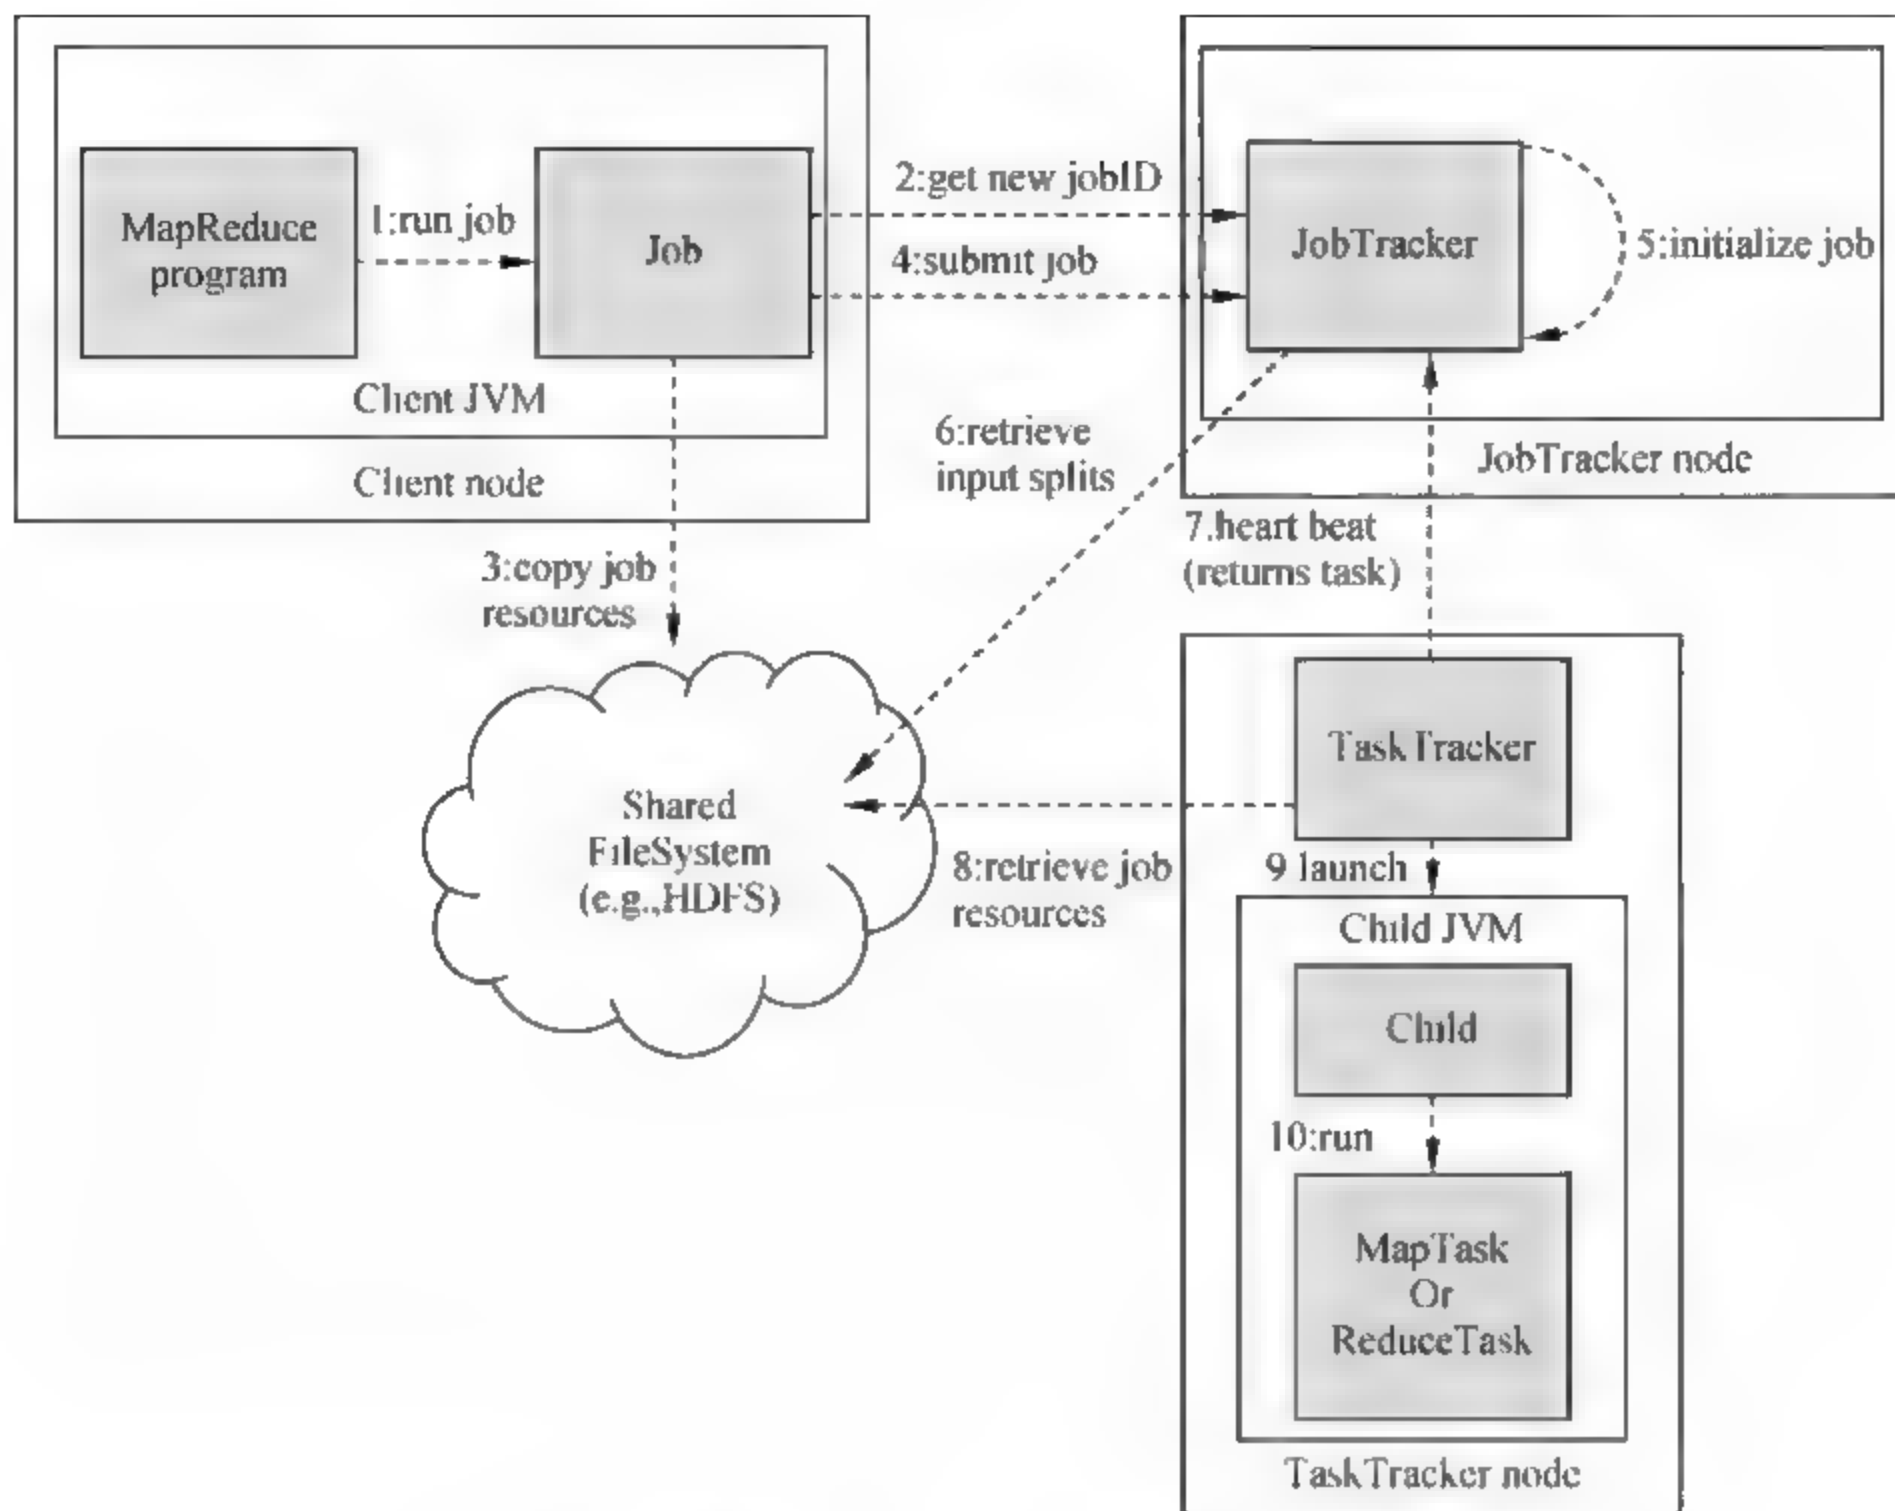 MapReduce
program
1:run job
Job
Client JVM
Client node
2:get new jobID
4:submit job
JobTracker
5:initialize job
JobTracker node
3:copy job
resources
6:retrieve
input splits
7.heart beat
(returns task)
Shared
FileSystem
(e.g.,HDFS)
8:retrieve job
resources
TaskTracker
9 launch
Child JVM
Child
10:run
MapTask
Or
ReduceTask
TaskTracker node